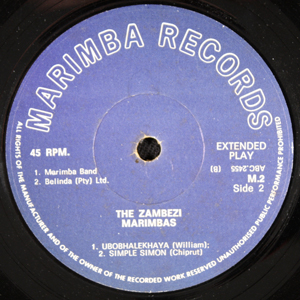 MARIMBA RECORDS
45 RPM.
EXTENDED
PLAY
1. Marimba Band
2. Belinda (Pty) Ltd.
ABC.2455
(B)
M.2
Side 2
THE ZAMBEZI
MARIMBAS
1. UBOBHALEKHAYA (William);
2. SIMPLE SIMON (Chiprut)
ALL RIGHTS OF THE MANUFACTURER AND OF THE OWNER OF THE RECORDED WORK RESERVED UNAUTHORISED PUBLIC PERFORMANCE PROHIBITED